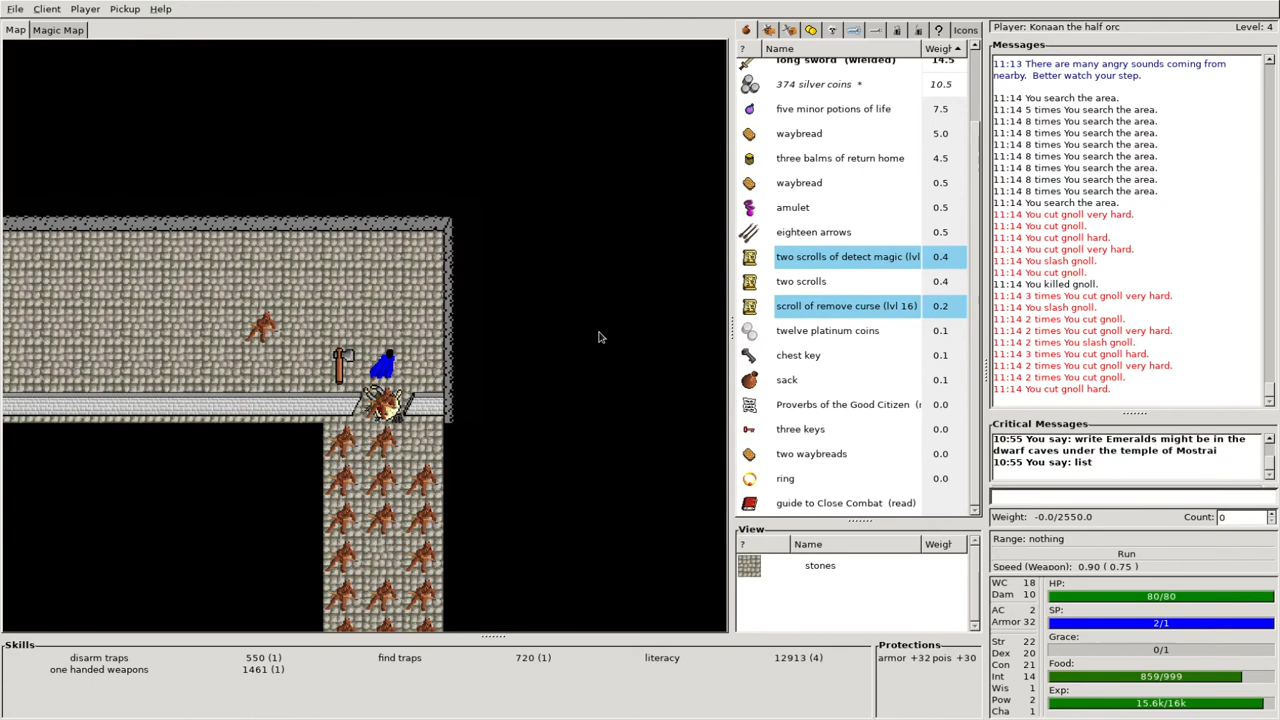 File Client Player Pickup Help
Map Magic Map
Icons
? Name Weigh
long sword (wielded) 14.5
374 silver coins * 10.5
five minor potions of life 7.5
waybread 5.0
three balms of return home 4.5
waybread 0.5
amulet 0.5
eighteen arrows 0.5
two scrolls of detect magic (lvl 0.4
two scrolls 0.4
scroll of remove curse (lvl 16) 0.2
twelve platinum coins 0.1
chest key 0.1
sack 0.1
Proverbs of the Good Citizen (r 0.0
three keys 0.0
two waybreads 0.0
ring 0.0
guide to Close Combat (read) 0.0
View
? Name Weigh
stones
Player: Konaan the half orc Level: 4
Messages
11:13 There are many angry sounds coming from
nearby. Better watch your step.
11:14 You search the area.
11:14 5 times You search the area.
11:14 8 times You search the area.
11:14 8 times You search the area.
11:14 8 times You search the area.
11:14 8 times You search the area.
11:14 8 times You search the area.
11:14 8 times You search the area.
11:14 8 times You search the area.
11:14 You search the area.
11:14 You cut gnoll very hard.
11:14 You cut gnoll.
11:14 You cut gnoll hard.
11:14 You cut gnoll very hard.
11:14 You slash gnoll.
11:14 You cut gnoll.
11:14 You killed gnoll.
11:14 3 times You cut gnoll very hard.
11:14 You slash gnoll.
11:14 2 times You cut gnoll.
11:14 2 times You cut gnoll very hard.
11:14 2 times You slash gnoll.
11:14 3 times You cut gnoll hard.
11:14 2 times You cut gnoll very hard.
11:14 2 times You cut gnoll.
11:14 You cut gnoll hard.
Critical Messages
10:55 You say: write Emeralds might be in the
dwarf caves under the temple of Mostrai
10:55 You say: list
Weight: -0.0/2550.0 Count: 0
Range: nothing
Run
Speed (Weapon): 0.90 ( 0.75 )
WC 18
Dam 10
AC 2
Armor 32
Str 22
Dex 20
Con 21
Int 14
Wis 1
Pow 2
Cha 1
HP:
80/80
SP:
2/1
Grace:
0/1
Food:
859/999
Exp:
15.6k/16k
Skills
disarm traps 550 (1) find traps 720 (1) literacy 12913 (4)
one handed weapons 1461 (1)
Protections
armor +32 pois +30